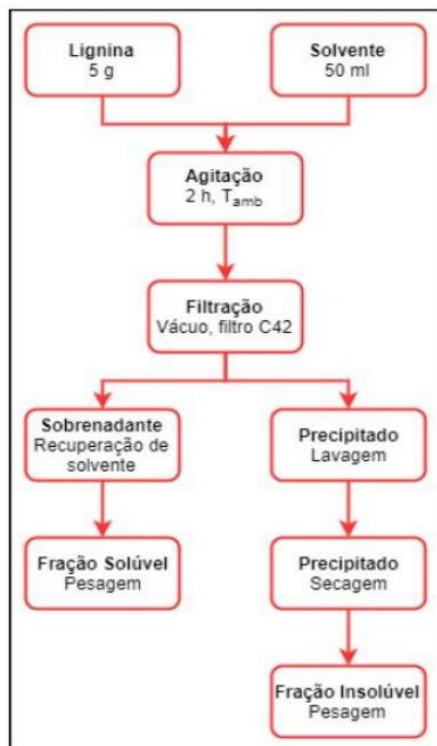 Lignina
5 g
Solvente
50 ml
Agitação
2 h, Tamb
Filtração
Vácuo, filtro C42
Sobrenadante
Recuperação de
solvente
Precipitado
Lavagem
Fração Solúvel
Pesagem
Precipitado
Secagem
Fração Insolúvel
Pesagem